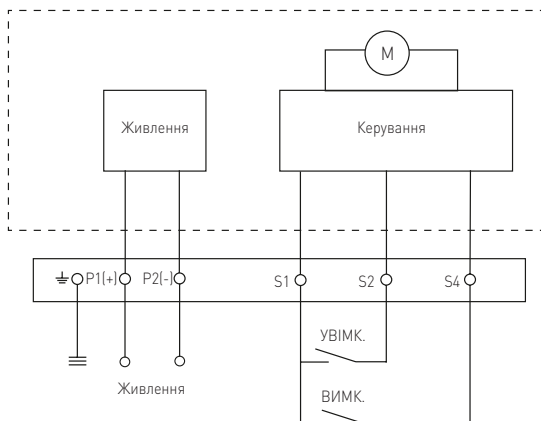 M
Живлення
Керування
P1(+) P2(-) S1 S2 S4
УВІМК.
Живлення
ВИМК.